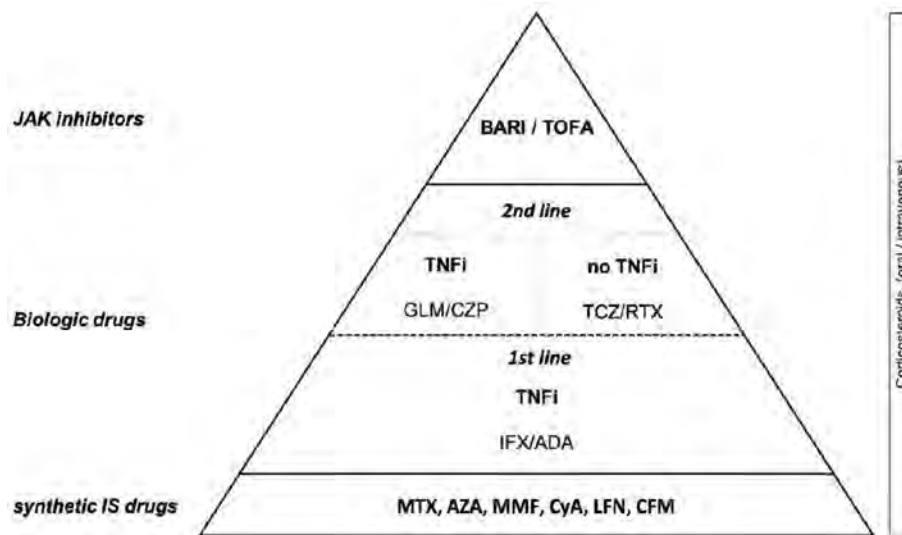 JAK inhibitors
BARI / TOFA
2nd line
TNFi
no TNFi
GLM/CZP
TCZ/RTX
Biologic drugs
1st line
TNFi
IFX/ADA
synthetic IS drugs
MTX, AZA, MMF, CyA, LFN, CFM
Corticosteroids (oral / intravenous)